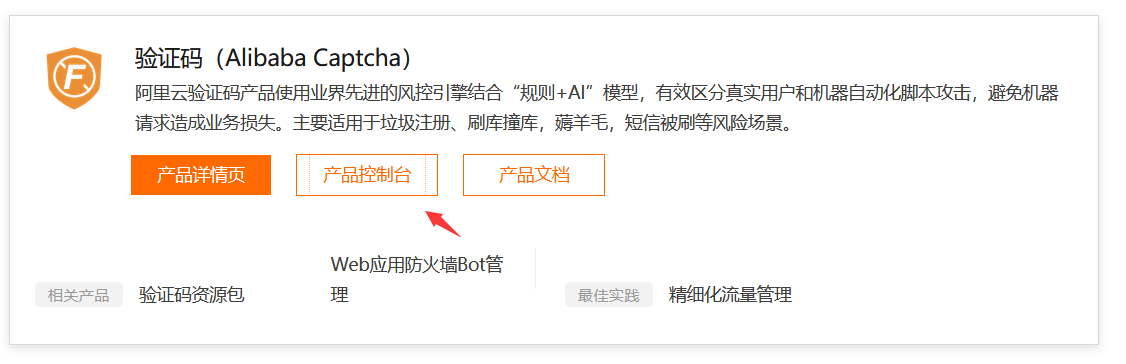 验证码（Alibaba Captcha）
阿里云验证码产品使用业界先进的风控引擎结合“规则+AI”模型，有效区分真实用户和机器自动化脚本攻击，避免机器
请求造成业务损失。主要适用于垃圾注册、刷库撞库，薅羊毛，短信被刷等风险场景。
产品详情页 产品控制台 产品文档
相关产品 验证码资源包 Web应用防火墙Bot管
理
最佳实践 精细化流量管理